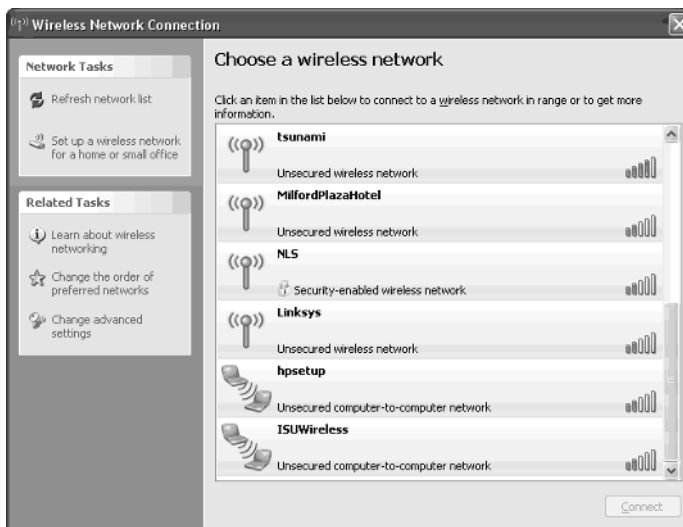 Wireless Network Connection
Network Tasks
Refresh network list
Set up a wireless network
for a home or small office
Related Tasks
Learn about wireless
networking
Change the order of
preferred networks
Change advanced
settings
Choose a wireless network
Click an item in the list below to connect to a wireless network in range or to get more
information.
tsunami
Unsecured wireless network
MilfordPlazaHotel
Unsecured wireless network
NLS
Security-enabled wireless network
Linksys
Unsecured wireless network
hpsetup
Unsecured computer-to-computer network
ISUWireless
Unsecured computer-to-computer network
Connect